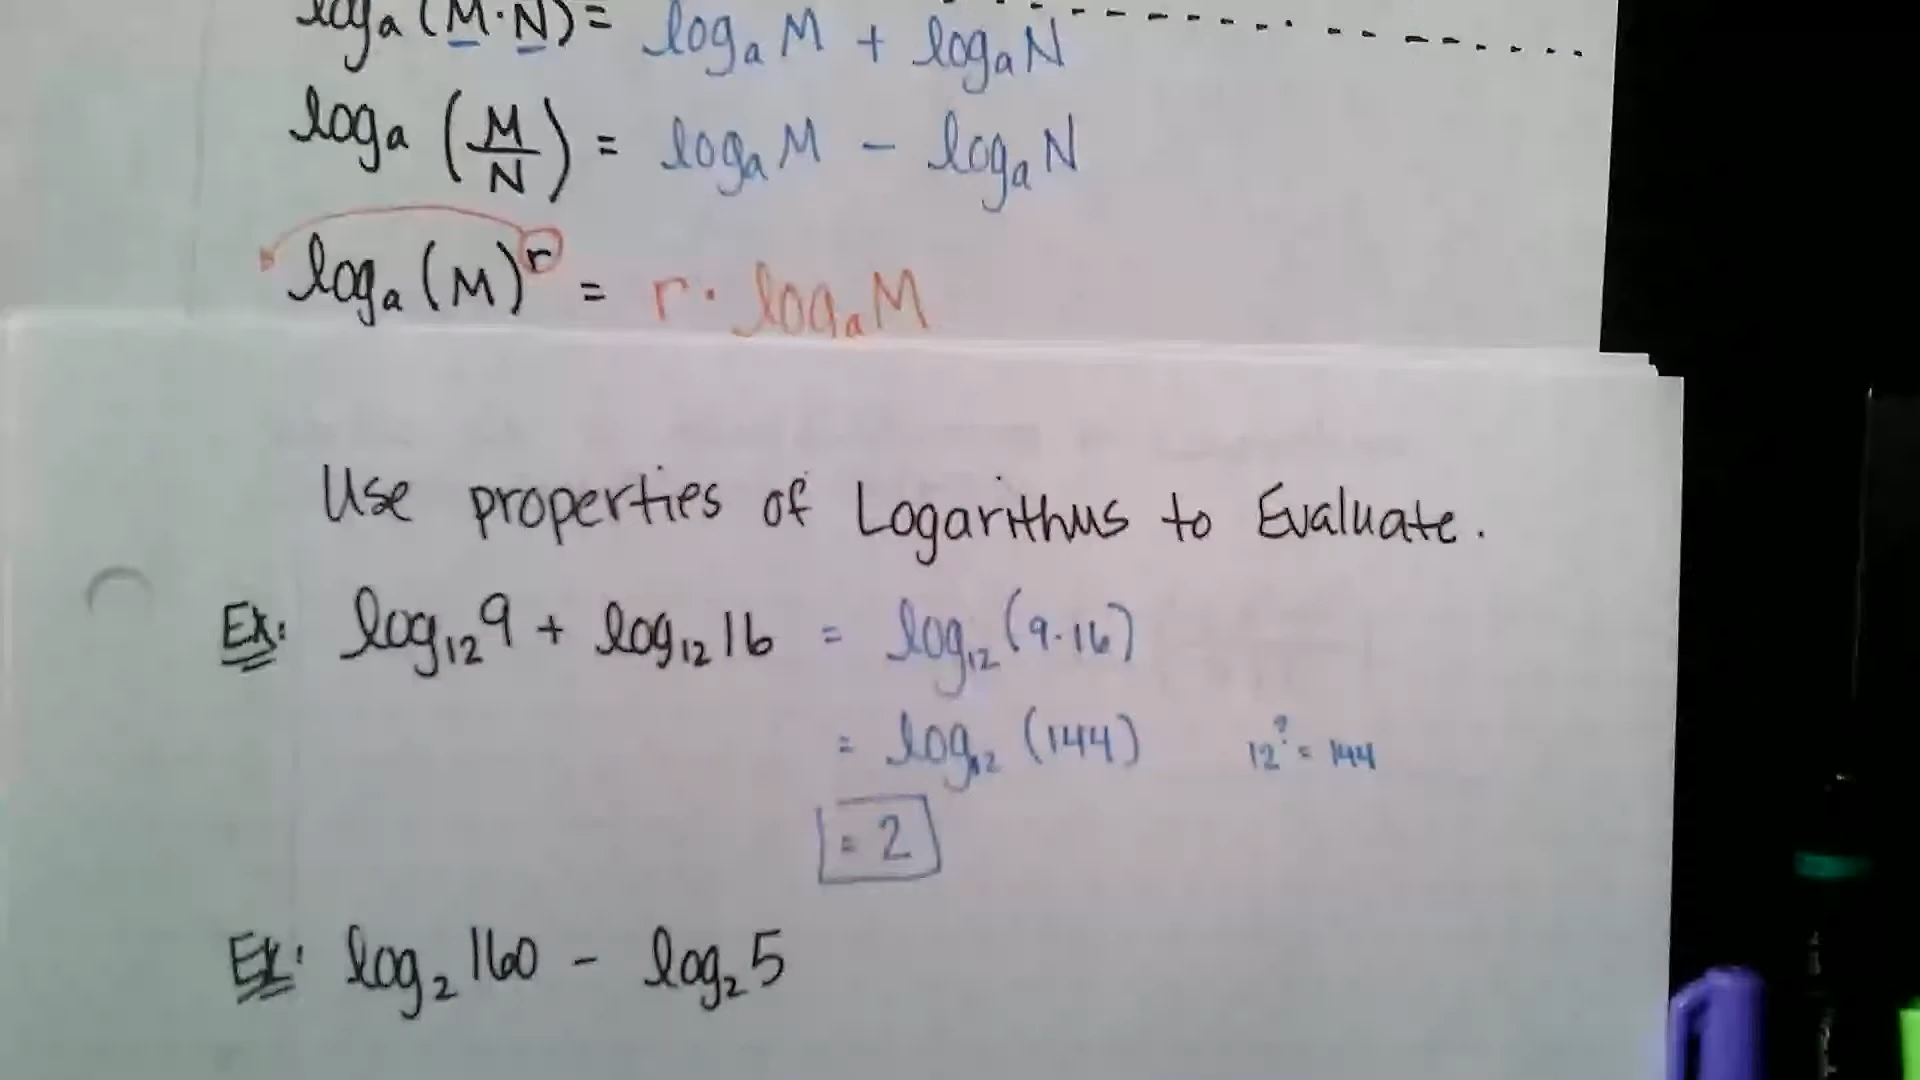 logₐ (M·N) = logₐ M + logₐ N
logₐ (M/N) = logₐ M − logₐ N
logₐ (M)ʳ = r · logₐ M
Use properties of Logarithus to Evaluate.
Ex: log₁₂ 9 + log₁₂ 16 = log₁₂ (9·16)
= log₁₂ (144) 12^? = 144
= 2
Ex: log₂ 160 − log₂ 5